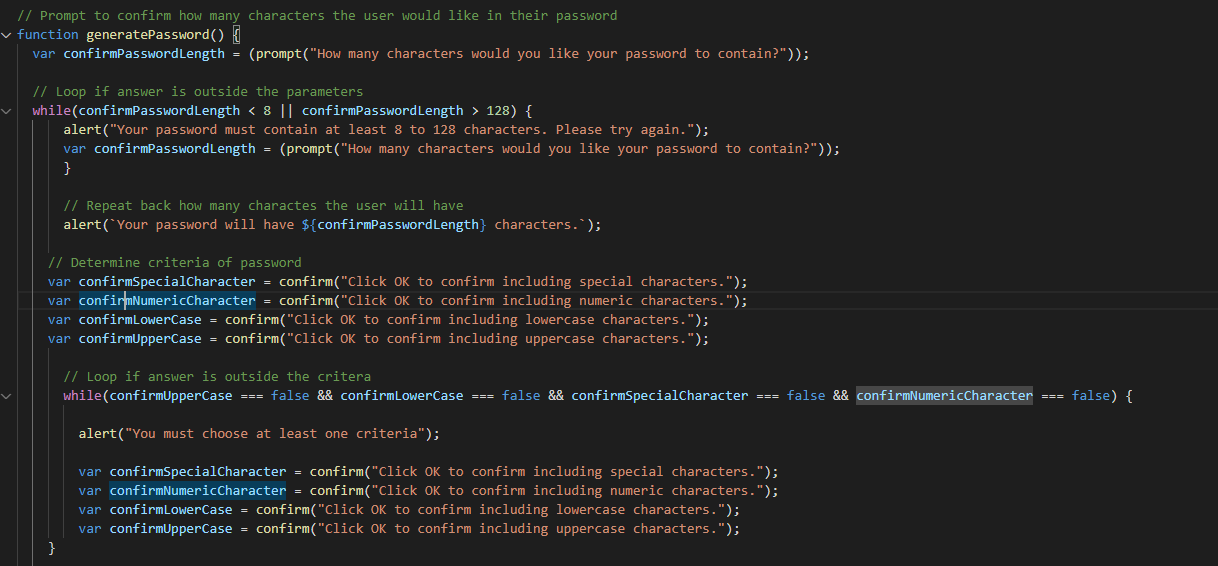 // Prompt to confirm how many characters the user would like in their password
function generatePassword() {
var confirmPasswordLength = (prompt("How many characters would you like your password to contain?"));
// Loop if answer is outside the parameters
while(confirmPasswordLength < 8 || confirmPasswordLength > 128) {
alert("Your password must contain at least 8 to 128 characters. Please try again.");
var confirmPasswordLength = (prompt("How many characters would you like your password to contain?"));
}
// Repeat back how many charactes the user will have
alert(`Your password will have ${confirmPasswordLength} characters.`);
// Determine criteria of password
var confirmSpecialCharacter = confirm("Click OK to confirm including special characters.");
var confirmNumericCharacter = confirm("Click OK to confirm including numeric characters.");
var confirmLowerCase = confirm("Click OK to confirm including lowercase characters.");
var confirmUpperCase = confirm("Click OK to confirm including uppercase characters.");
// Loop if answer is outside the critera
while(confirmUpperCase === false && confirmLowerCase === false && confirmSpecialCharacter === false && confirmNumericCharacter === false) {
alert("You must choose at least one criteria");
var confirmSpecialCharacter = confirm("Click OK to confirm including special characters.");
var confirmNumericCharacter = confirm("Click OK to confirm including numeric characters.");
var confirmLowerCase = confirm("Click OK to confirm including lowercase characters.");
var confirmUpperCase = confirm("Click OK to confirm including uppercase characters.");
}